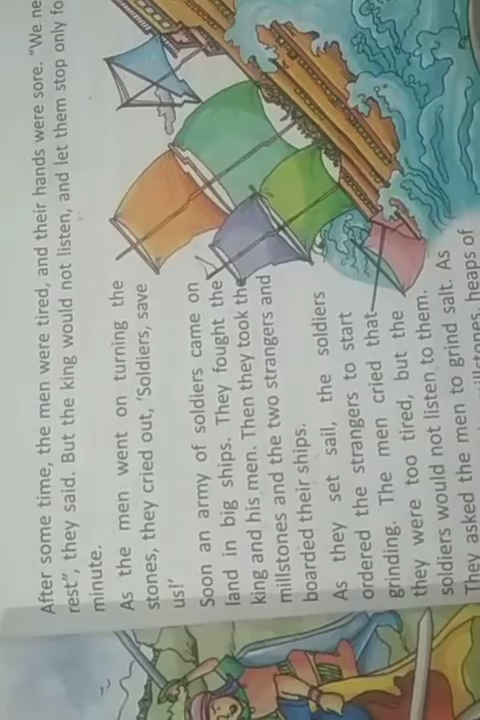 After some time, the men were tired, and their hands were sore. "We
rest", they said. But the king would not listen, and let them stop only
minute.
As the men went on turning the
stones, they cried out, 'Soldiers, save
us!'
Soon an army of soldiers came on
land in big ships. They fought the
king and his men. Then they took the
millstones and the two strangers and
boarded their ships.
As they set sail, the soldiers
ordered the strangers to start
grinding. The men cried that
they were too tired, but the
soldiers would not listen to them.
They asked the men to grind salt. As
millstones, heaps of